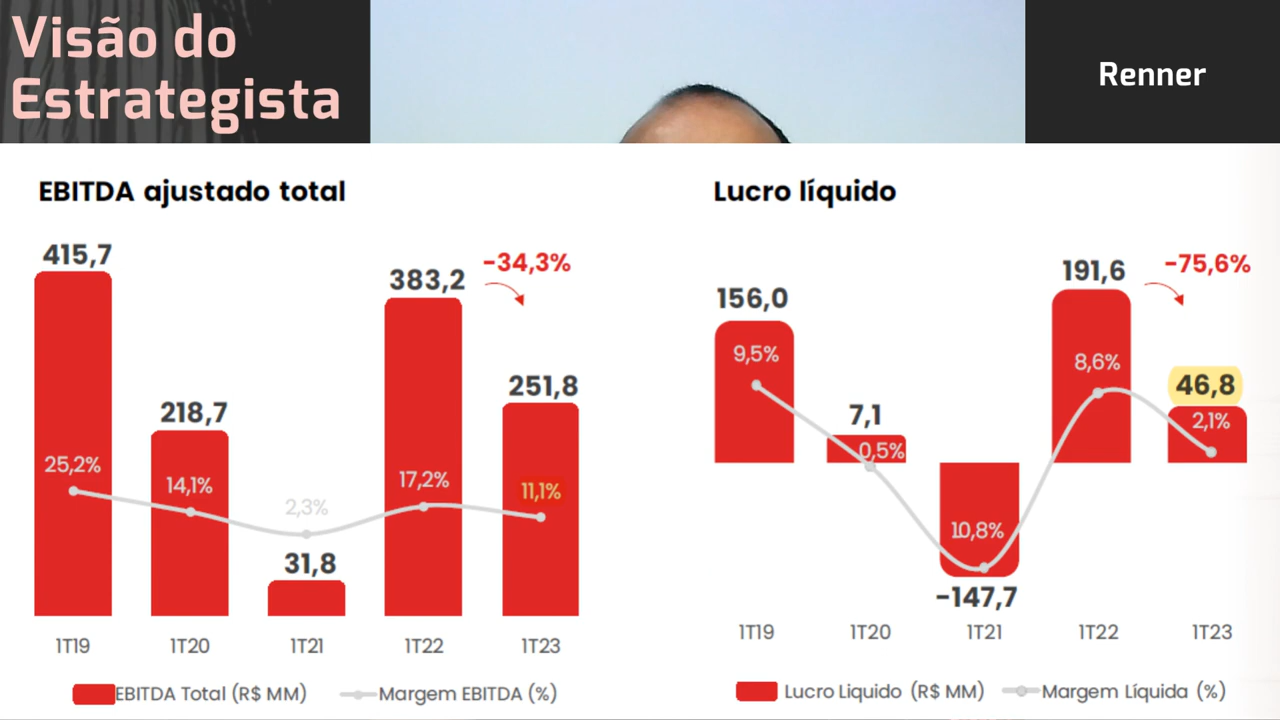 Visão do
Estrategista
Renner
EBITDA ajustado total
415,7
218,7
31,8
383,2
-34,3%
251,8
25,2%
14,1%
2,3%
17,2%
11,1%
1T19
1T20
1T21
1T22
1T23
EBITDA Total (R$ MM)
Margem EBITDA (%)
Lucro líquido
156,0
7,1
-147,7
191,6
-75,6%
46,8
9,5%
0,5%
10,8%
8,6%
2,1%
1T19
1T20
1T21
1T22
1T23
Lucro Liquido (R$ MM)
Margem Líquida (%)